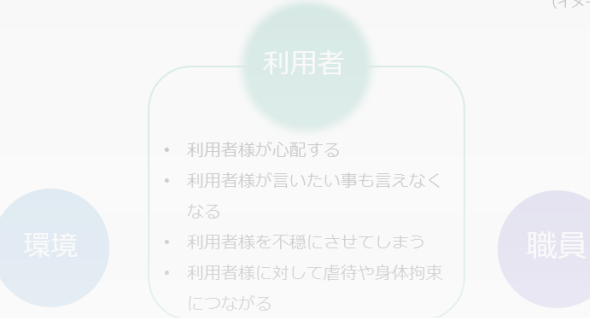 (イメー
利用者
• 利用者様が心配する
• 利用者様が言いたい事も言えなく
なる
• 利用者様を不穏にさせてしまう
• 利用者様に対して虐待や身体拘束
につながる
環境
職員